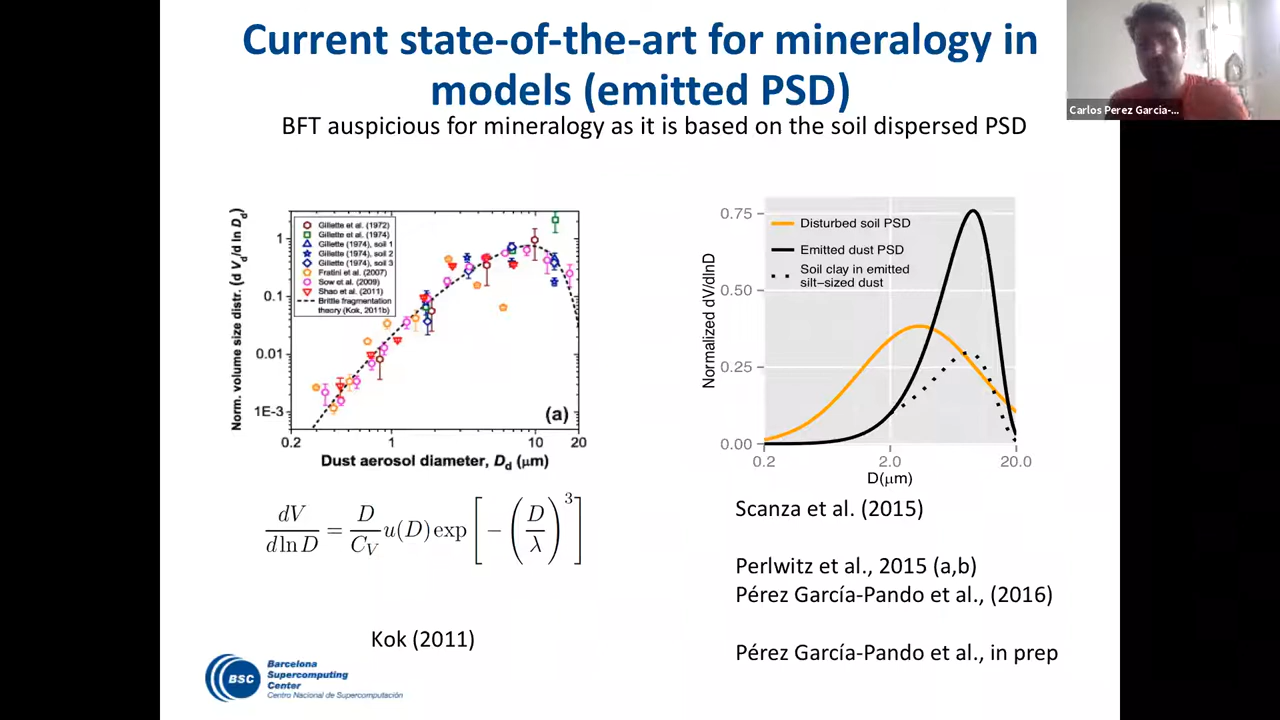 Current state-of-the-art for mineralogy in
models (emitted PSD)
BFT auspicious for mineralogy as it is based on the soil dispersed PSD
Carlos Perez Garcia-...
Norm. volume size distr. (d Vd/d ln Dd)
1
0.1
0.01
1E-3
Gillette et al. (1972)
Gillette et al. (1974)
Gillette (1974), soil 1
Gillette (1974), soil 2
Gillette (1974), soil 3
Fratini et al. (2007)
Sow et al. (2009)
Shao et al. (2011)
Brittle fragmentation
theory (Kok, 2011b)
(a)
0.2 1 10 20
Dust aerosol diameter, Dd (μm)
Normalized dV/dlnD
0.75
0.50
0.25
0.00
Disturbed soil PSD
Emitted dust PSD
Soil clay in emitted
silt−sized dust
0.2 2.0 20.0
D(μm)
dV/d ln D = D/C_V u(D) exp[−(D/λ)^3]
Kok (2011)
Scanza et al. (2015)
Perlwitz et al., 2015 (a,b)
Pérez García-Pando et al., (2016)
Pérez García-Pando et al., in prep
BSC
Barcelona
Supercomputing
Center
Centro Nacional de Supercomputación